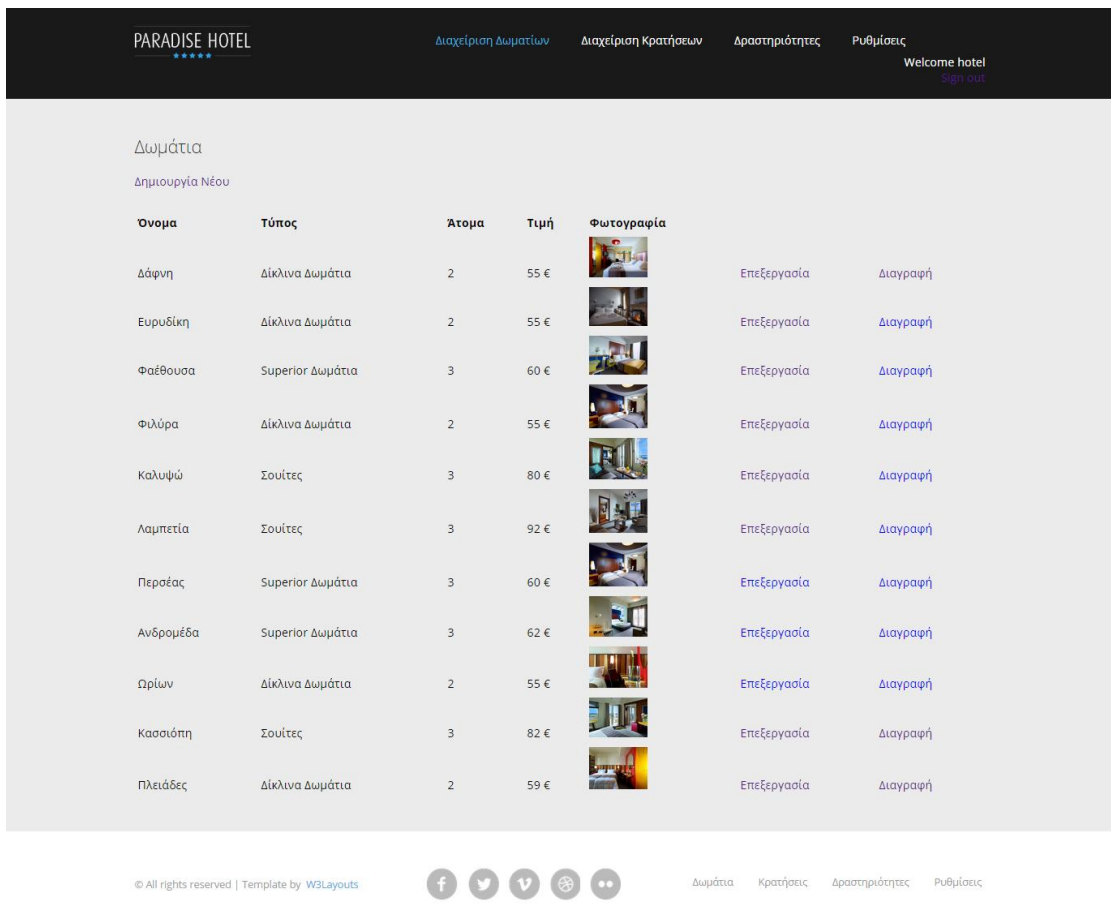 PARADISE HOTEL
Διαχείριση Δωματίων Διαχείριση Κρατήσεων Δραστηριότητες Ρυθμίσεις
Welcome hotel
Sign out
Δωμάτια
Δημιουργία Νέου
Όνομα Τύπος Άτομα Τιμή Φωτογραφία
Δάφνη Δίκλινα Δωμάτια 2 55 € Επεξεργασία Διαγραφή
Ευρυδίκη Δίκλινα Δωμάτια 2 55 € Επεξεργασία Διαγραφή
Φαέθουσα Superior Δωμάτια 3 60 € Επεξεργασία Διαγραφή
Φιλύρα Δίκλινα Δωμάτια 2 55 € Επεξεργασία Διαγραφή
Καλυψώ Σουίτες 3 80 € Επεξεργασία Διαγραφή
Λαμπετία Σουίτες 3 92 € Επεξεργασία Διαγραφή
Περσέας Superior Δωμάτια 3 60 € Επεξεργασία Διαγραφή
Ανδρομέδα Superior Δωμάτια 3 62 € Επεξεργασία Διαγραφή
Ωρίων Δίκλινα Δωμάτια 2 55 € Επεξεργασία Διαγραφή
Κασσιόπη Σουίτες 3 82 € Επεξεργασία Διαγραφή
Πλειάδες Δίκλινα Δωμάτια 2 59 € Επεξεργασία Διαγραφή
© All rights reserved | Template by W3Layouts
Δωμάτια Κρατήσεις Δραστηριότητες Ρυθμίσεις